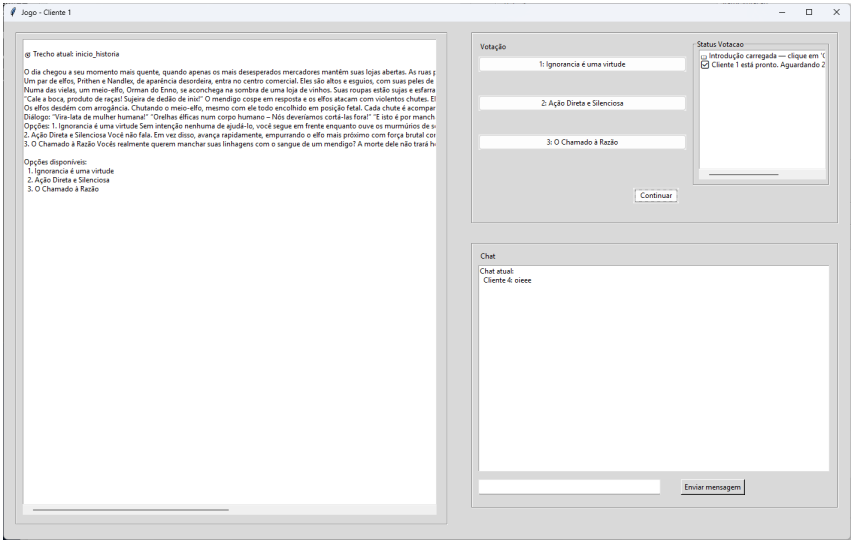 Jogo - Cliente 1
Trecho atual: inicio_historia
O dia chegou a seu momento mais quente, quando apenas os mais desesperados mercadores mantêm suas lojas abertas. As ruas
Um par de elfos, Prithen e Nandlex, de aparência desordeira, entra no centro comercial. Eles são altos e esguios, com suas peles de
Numa das vielas, um meio-elfo, Orman do Enno, se aconchega na sombra de uma loja de vinhos. Suas roupas estão sujas e esfarra
"Cale a boca, produto de raças! Sujeira de dedão de inix!" O mendigo cospe em resposta e os elfos atacam com violentos chutes. El
Os elfos desdém com arrogância. Chutando o meio-elfo, mesmo com ele todo encolhido em posição fetal. Cada chute é acompar
Diálogo: "Vira-lata de mulher humana!" "Orelhas élficas num corpo humano – Nós deveríamos cortá-las fora!" "E isto é por manch
Opções: 1. Ignorancia é uma virtude Sem intenção nenhuma de ajudá-lo, você segue em frente enquanto ouve os murmúrios de s
2. Ação Direta e Silenciosa Você não fala. Em vez disso, avança rapidamente, empurrando o elfo mais próximo com força brutal cor
3. O Chamado à Razão Vocês realmente querem manchar suas linhagens com o sangue de um mendigo? A morte dele não trará h
Opções disponíveis:
1. Ignorancia é uma virtude
2. Ação Direta e Silenciosa
3. O Chamado à Razão
Votação
1: Ignorancia é uma virtude
2: Ação Direta e Silenciosa
3: O Chamado à Razão
Continuar
Status Votacao
Introdução carregada — clique em 'C
Cliente 1 está pronto. Aguardando 2
Chat
Chat atual:
Cliente 4: oieee
Enviar mensagem